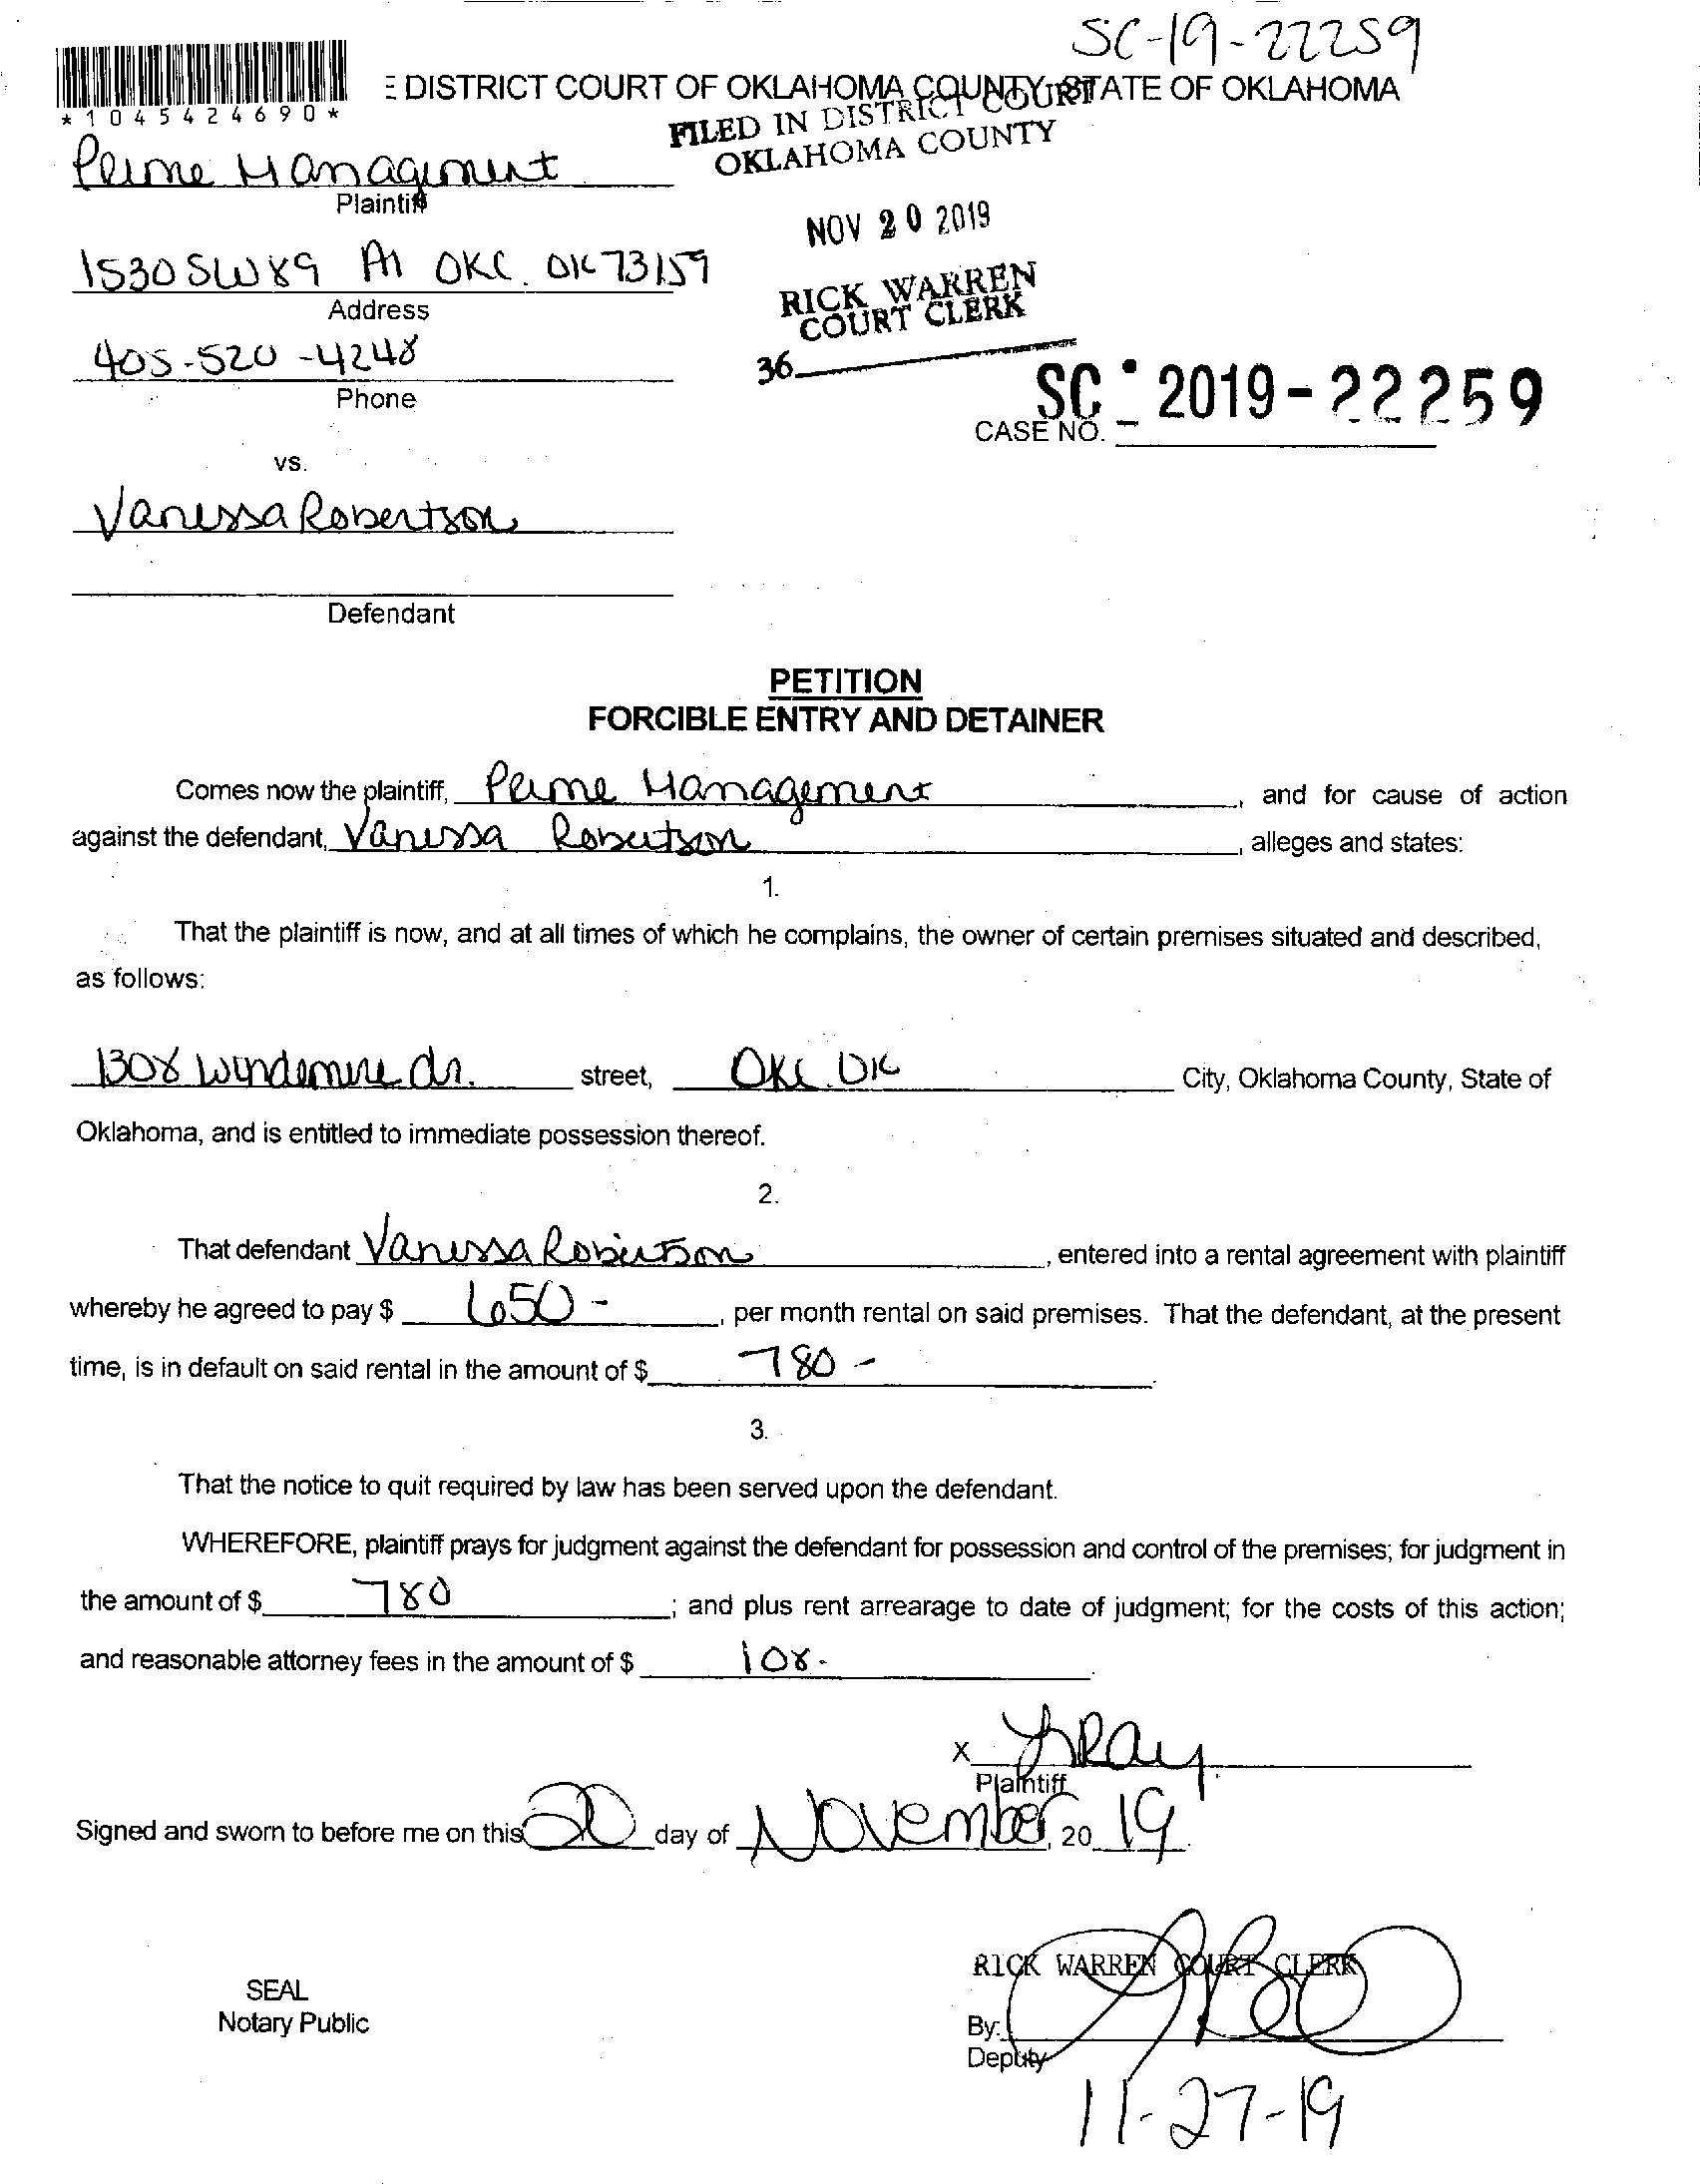 SC-19-22259
E DISTRICT COURT OF OKLAHOMA COUNTY, STATE OF OKLAHOMA
*1045424690*
FILED IN DISTRICT COURT
OKLAHOMA COUNTY
Prime Management
Plaintiff
NOV 20 2019
1530 SW 89 A1 OKC. OK 73159
Address
RICK WARREN
COURT CLERK
405-520-4248
Phone
36
SC - 2019-22259
CASE NO.
vs.
Vanessa Robertson
Defendant
PETITION
FORCIBLE ENTRY AND DETAINER
Comes now the plaintiff, Prime Management, and for cause of action
against the defendant, Vanessa Robertson, alleges and states:
1.
That the plaintiff is now, and at all times of which he complains, the owner of certain premises situated and described,
as follows:
1308 Windemere dr. street, OKC. OK City, Oklahoma County, State of
Oklahoma, and is entitled to immediate possession thereof.
2.
That defendant Vanessa Robertson, entered into a rental agreement with plaintiff
whereby he agreed to pay $ 650-, per month rental on said premises. That the defendant, at the present
time, is in default on said rental in the amount of $ 780-
3.
That the notice to quit required by law has been served upon the defendant.
WHEREFORE, plaintiff prays for judgment against the defendant for possession and control of the premises; for judgment in
the amount of $ 780; and plus rent arrearage to date of judgment; for the costs of this action;
and reasonable attorney fees in the amount of $ 108-
X
Plaintiff
Signed and sworn to before me on this 20 day of November, 20 19
RICK WARREN COURT CLERK
SEAL
Notary Public
By:
Deputy
11-27-19